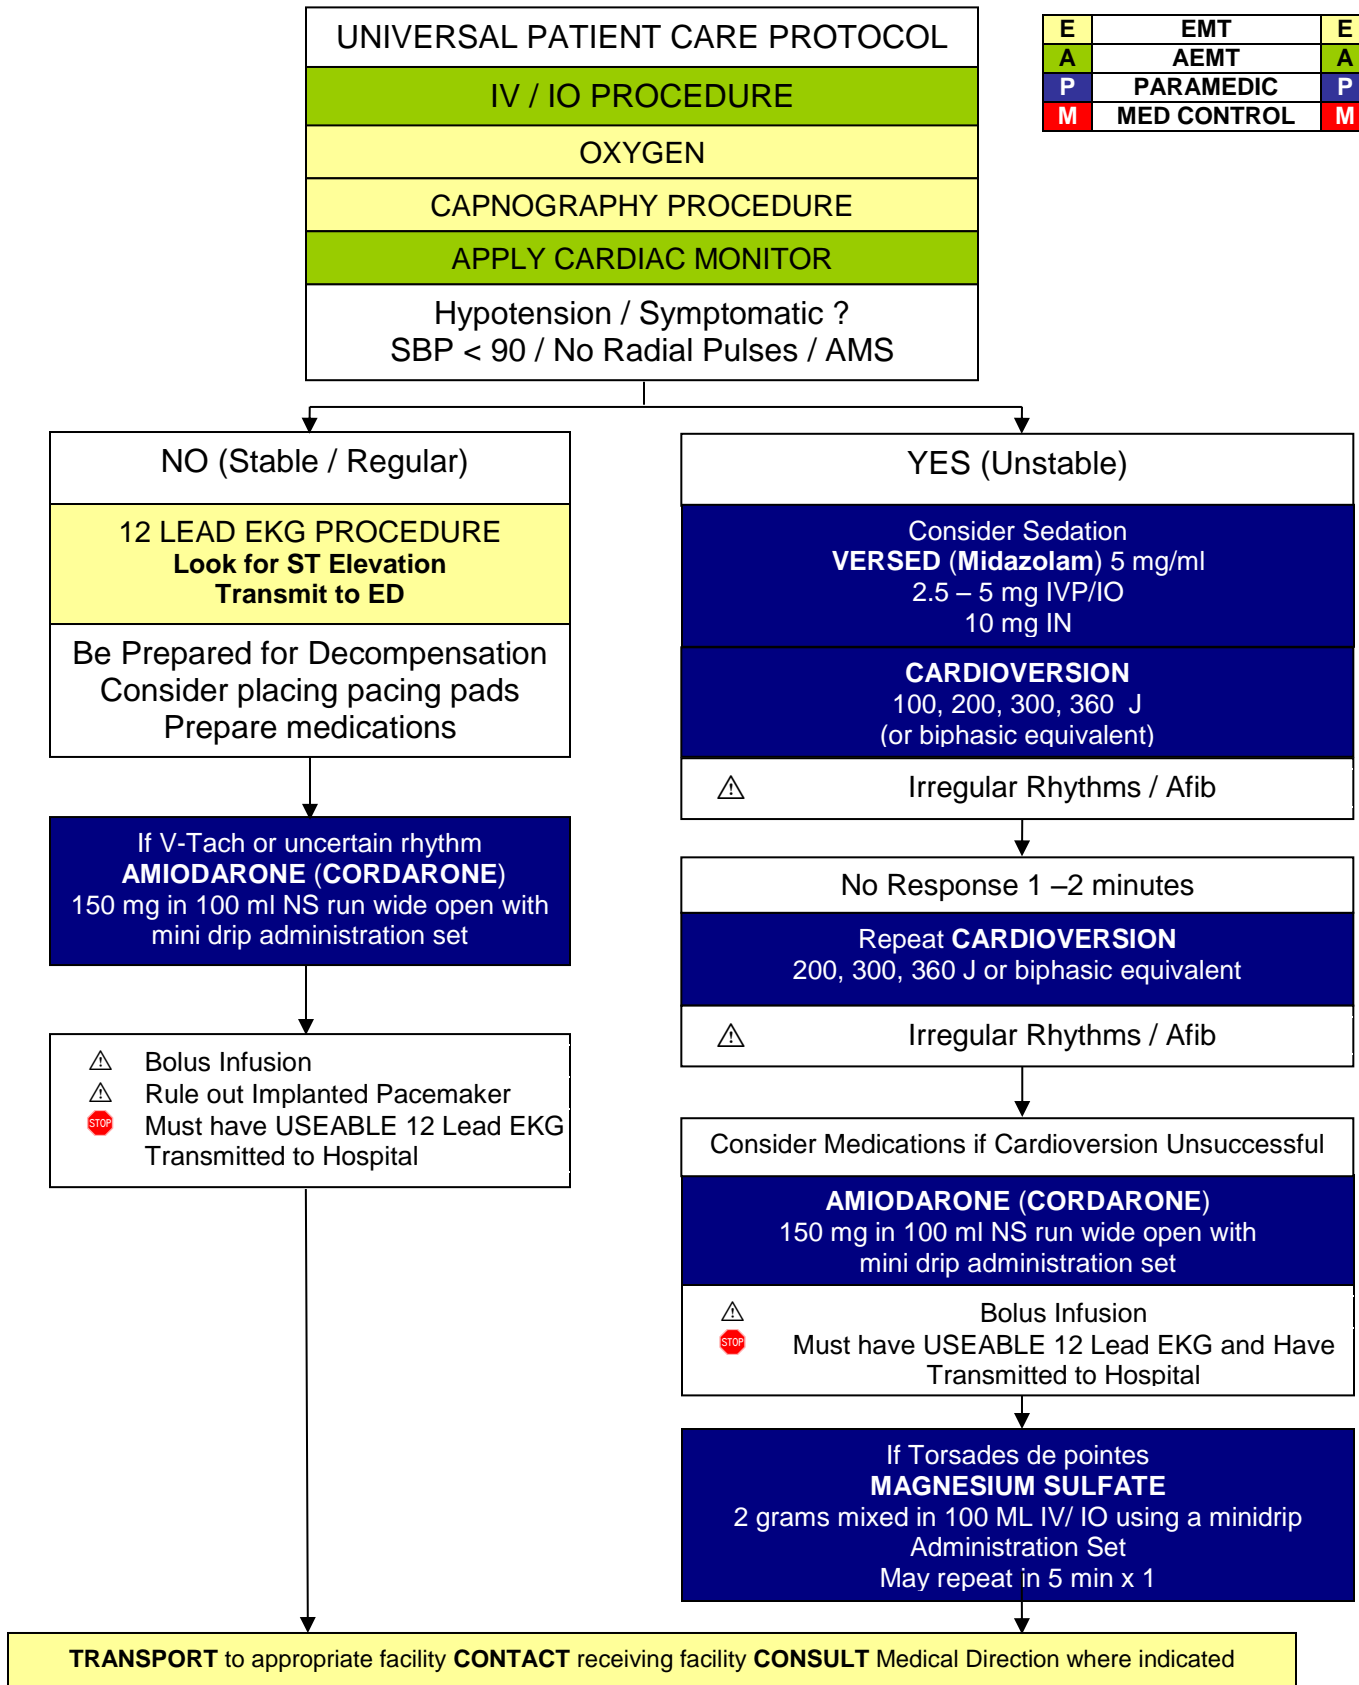 UNIVERSAL PATIENT CARE PROTOCOL
IV / IO PROCEDURE
OXYGEN
CAPNOGRAPHY PROCEDURE
APPLY CARDIAC MONITOR
Hypotension / Symptomatic ?
SBP < 90 / No Radial Pulses / AMS
E EMT E
A AEMT A
P PARAMEDIC P
M MED CONTROL M
NO (Stable / Regular)
12 LEAD EKG PROCEDURE
Look for ST Elevation
Transmit to ED
Be Prepared for Decompensation
Consider placing pacing pads
Prepare medications
If V-Tach or uncertain rhythm
AMIODARONE (CORDARONE)
150 mg in 100 ml NS run wide open with
mini drip administration set
⚠ Bolus Infusion
⚠ Rule out Implanted Pacemaker
STOP Must have USEABLE 12 Lead EKG
Transmitted to Hospital
YES (Unstable)
Consider Sedation
VERSED (Midazolam) 5 mg/ml
2.5 – 5 mg IVP/IO
10 mg IN
CARDIOVERSION
100, 200, 300, 360 J
(or biphasic equivalent)
⚠ Irregular Rhythms / Afib
No Response 1 –2 minutes
Repeat CARDIOVERSION
200, 300, 360 J or biphasic equivalent
⚠ Irregular Rhythms / Afib
Consider Medications if Cardioversion Unsuccessful
AMIODARONE (CORDARONE)
150 mg in 100 ml NS run wide open with
mini drip administration set
⚠ Bolus Infusion
STOP Must have USEABLE 12 Lead EKG and Have
Transmitted to Hospital
If Torsades de pointes
MAGNESIUM SULFATE
2 grams mixed in 100 ML IV/ IO using a minidrip
Administration Set
May repeat in 5 min x 1
TRANSPORT to appropriate facility CONTACT receiving facility CONSULT Medical Direction where indicated